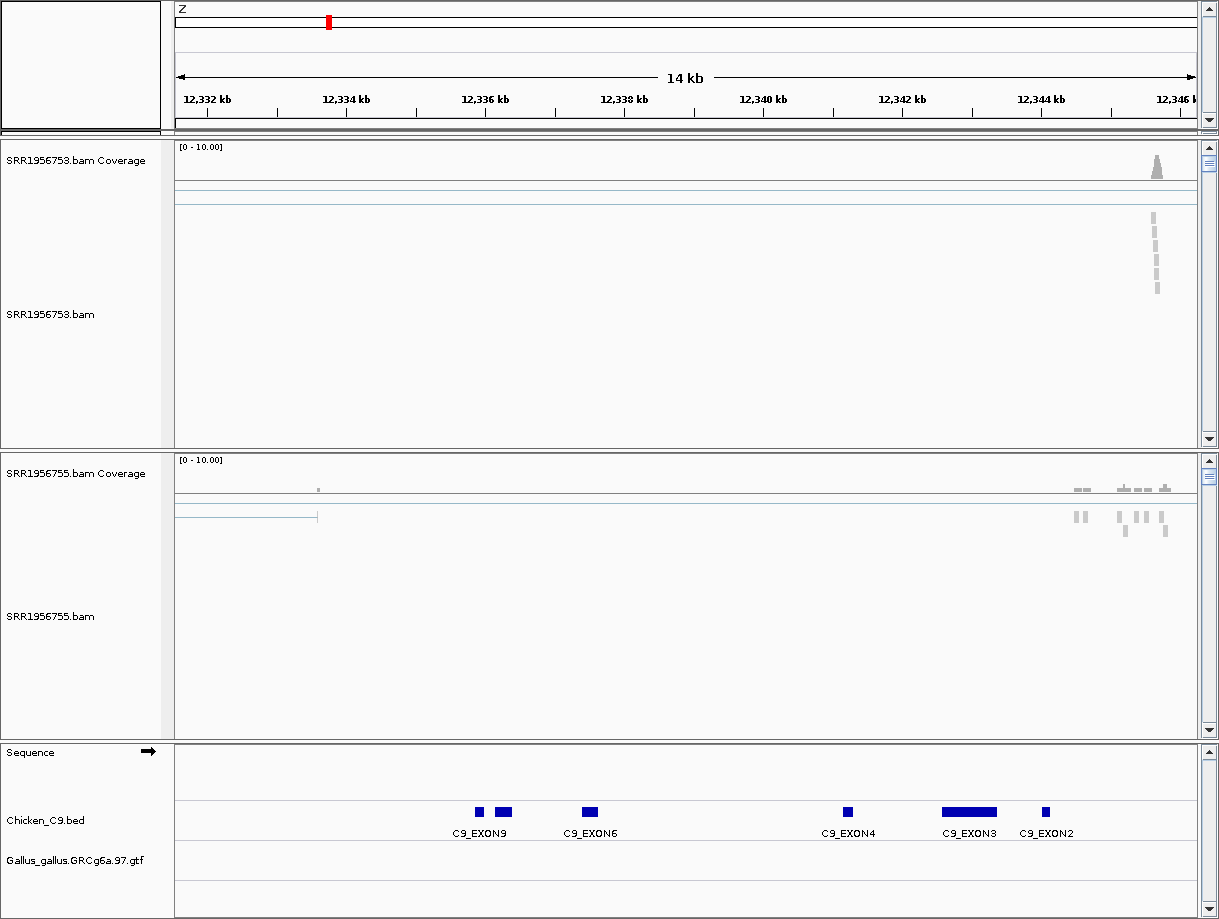 Z
14 kb
12,332 kb 12,334 kb 12,336 kb 12,338 kb 12,340 kb 12,342 kb 12,344 kb 12,346 k
[0 - 10.00]
SRR1956753.bam Coverage
SRR1956753.bam
[0 - 10.00]
SRR1956755.bam Coverage
SRR1956755.bam
Sequence
Chicken_C9.bed
C9_EXON9 C9_EXON6 C9_EXON4 C9_EXON3 C9_EXON2
Gallus_gallus.GRCg6a.97.gtf